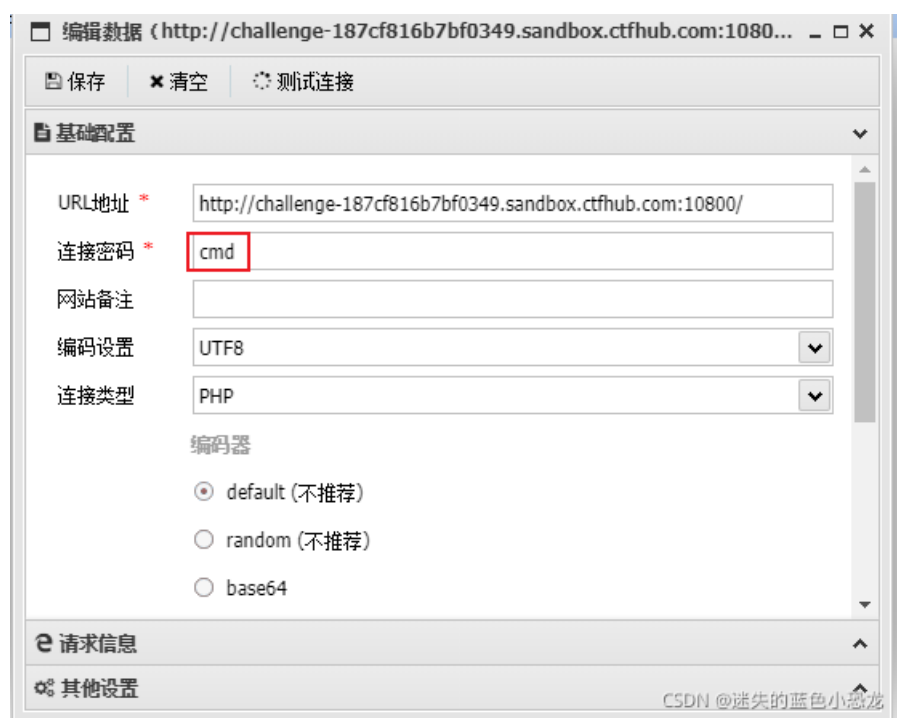 编辑数据 (http://challenge-187cf816b7bf0349.sandbox.ctfhub.com:1080...
保存 清空 测试连接
基础配置
URL地址 * http://challenge-187cf816b7bf0349.sandbox.ctfhub.com:10800/
连接密码 * cmd
网站备注
编码设置 UTF8
连接类型 PHP
编码器
default (不推荐)
random (不推荐)
base64
请求信息
其他设置
CSDN @迷失的蓝色小恐龙